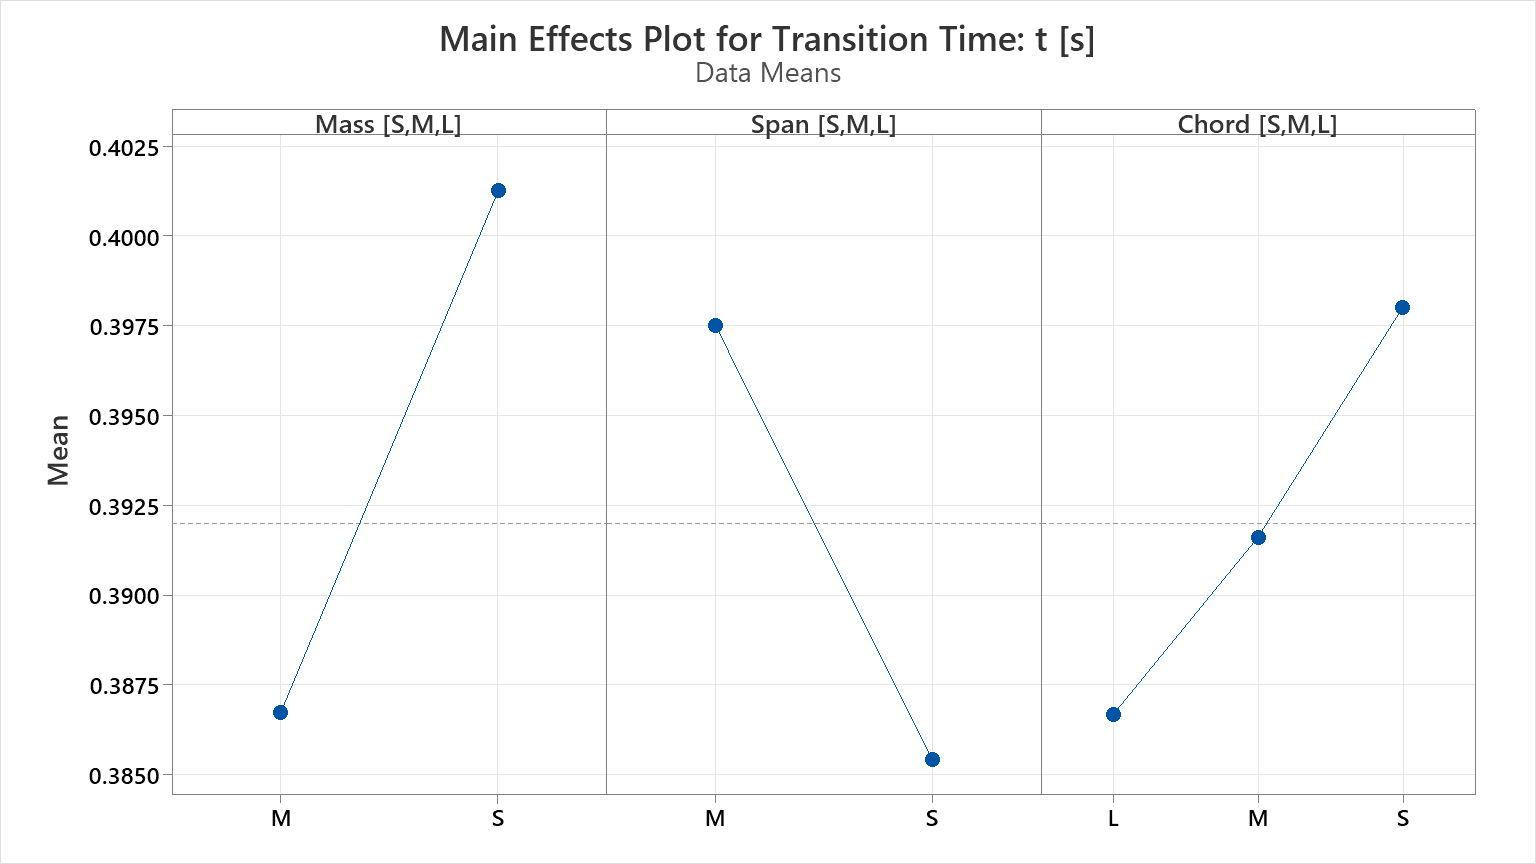 Main Effects Plot for Transition Time: t [s]
Data Means
Mass [S,M,L] Span [S,M,L] Chord [S,M,L]
0.4025
0.4000
0.3975
0.3950
0.3925
0.3900
0.3875
0.3850
Mean
M S M S L M S